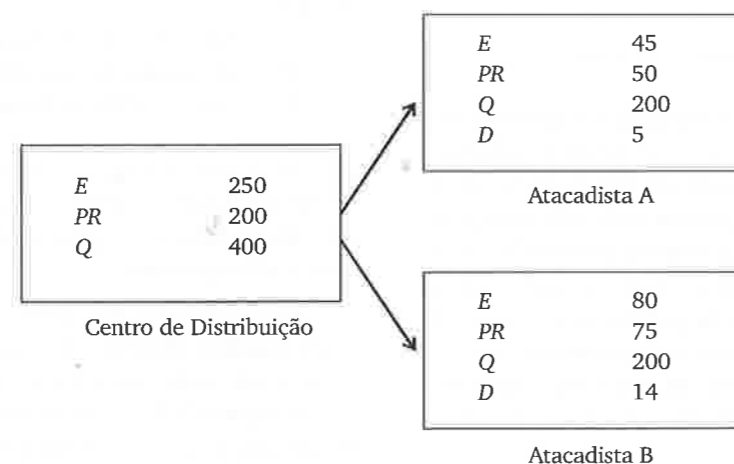 E 45
PR 50
Q 200
D 5
Atacadista A
E 250
PR 200
Q 400
Centro de Distribuição
E 80
PR 75
Q 200
D 14
Atacadista B